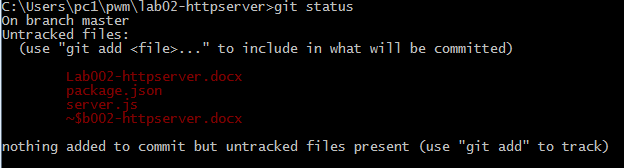 C:\Users\pc1\pwm\lab02-httpserver>git status
On branch master
Untracked files:
  (use "git add <file>..." to include in what will be committed)

        Lab002-httpserver.docx
        package.json
        server.js
        ~$b002-httpserver.docx

nothing added to commit but untracked files present (use "git add" to track)